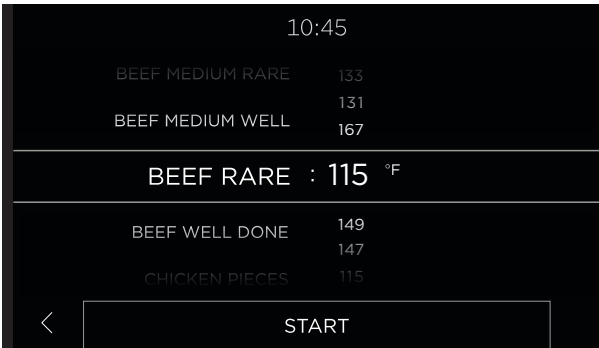 10:45
BEEF MEDIUM RARE 133
131
BEEF MEDIUM WELL 167
BEEF RARE : 115 °F
BEEF WELL DONE 149
147
CHICKEN PIECES 115
< START